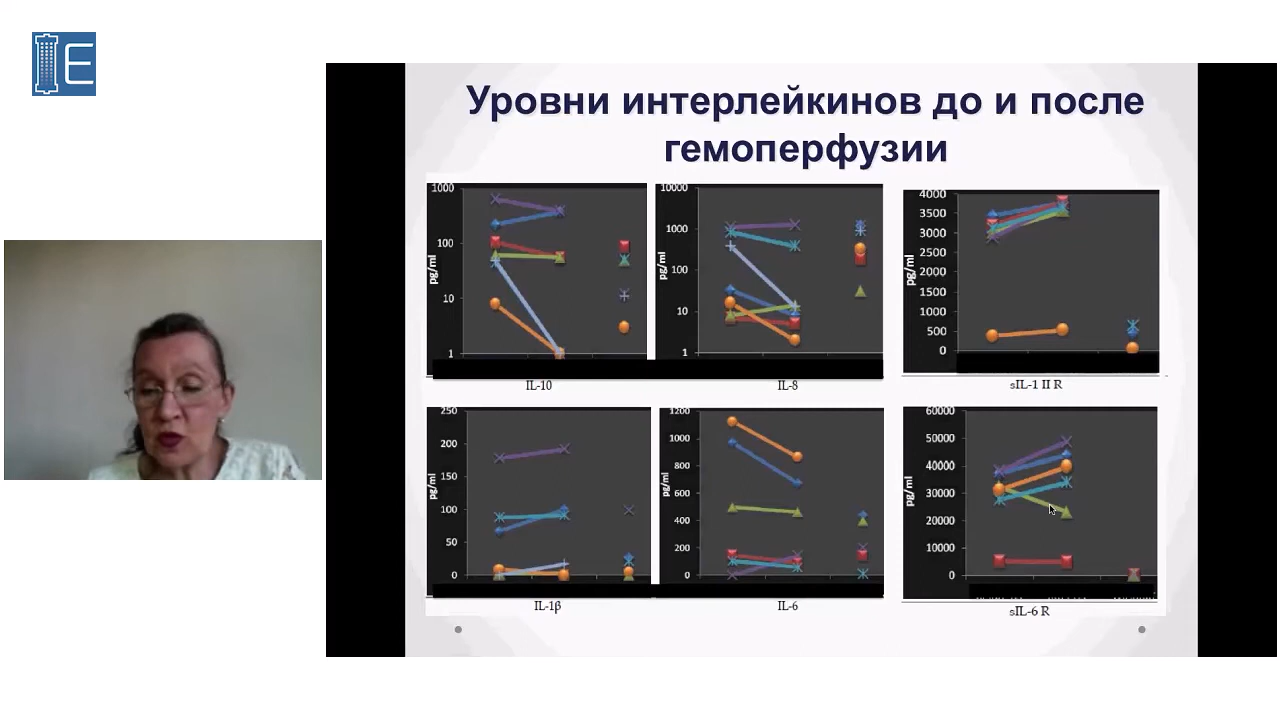 E
Уровни интерлейкинов до и после
гемоперфузии
1000
100
10
1
pg/ml
IL-10
10000
1000
100
10
1
pg/ml
IL-8
4000
3500
3000
2500
2000
1500
1000
500
0
pg/ml
sIL-1 II R
250
200
150
100
50
0
pg/ml
IL-1β
1200
1000
800
600
400
200
0
pg/ml
IL-6
60000
50000
40000
30000
20000
10000
0
pg/ml
sIL-6 R